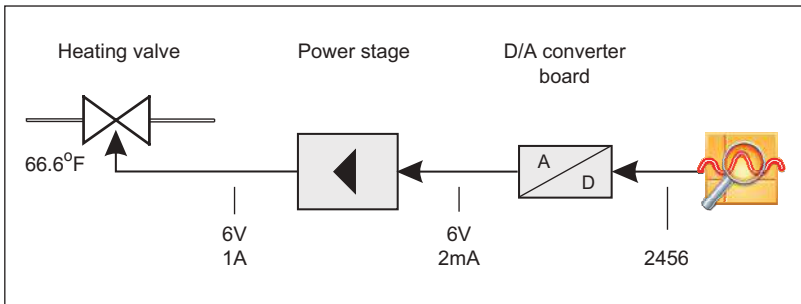 Heating valve
Power stage
D/A converter
board
66.6°F
A
D
6V
1A
6V
2mA
2456